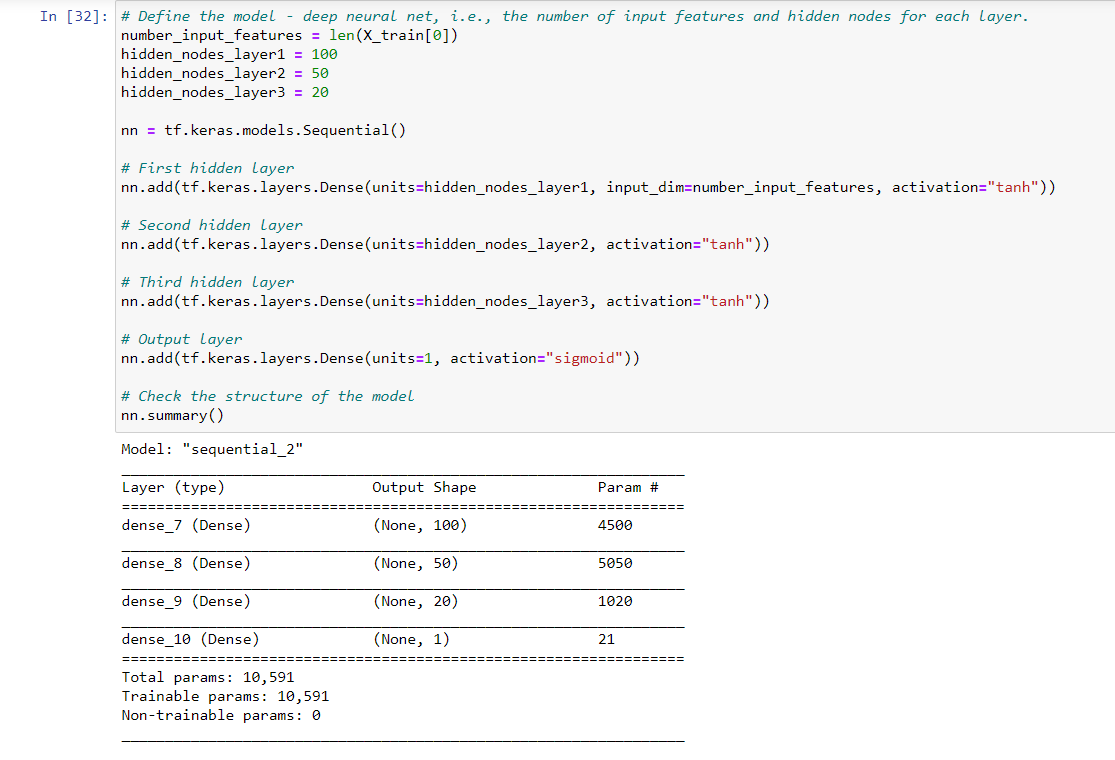 In [32]: # Define the model - deep neural net, i.e., the number of input features and hidden nodes for each layer.
number_input_features = len(X_train[0])
hidden_nodes_layer1 = 100
hidden_nodes_layer2 = 50
hidden_nodes_layer3 = 20
nn = tf.keras.models.Sequential()
# First hidden layer
nn.add(tf.keras.layers.Dense(units=hidden_nodes_layer1, input_dim=number_input_features, activation="tanh"))
# Second hidden layer
nn.add(tf.keras.layers.Dense(units=hidden_nodes_layer2, activation="tanh"))
# Third hidden layer
nn.add(tf.keras.layers.Dense(units=hidden_nodes_layer3, activation="tanh"))
# Output layer
nn.add(tf.keras.layers.Dense(units=1, activation="sigmoid"))
# Check the structure of the model
nn.summary()
Model: "sequential_2"
_________________________________________________________________
Layer (type) Output Shape Param #
=================================================================
dense_7 (Dense) (None, 100) 4500
_________________________________________________________________
dense_8 (Dense) (None, 50) 5050
_________________________________________________________________
dense_9 (Dense) (None, 20) 1020
_________________________________________________________________
dense_10 (Dense) (None, 1) 21
=================================================================
Total params: 10,591
Trainable params: 10,591
Non-trainable params: 0
_________________________________________________________________